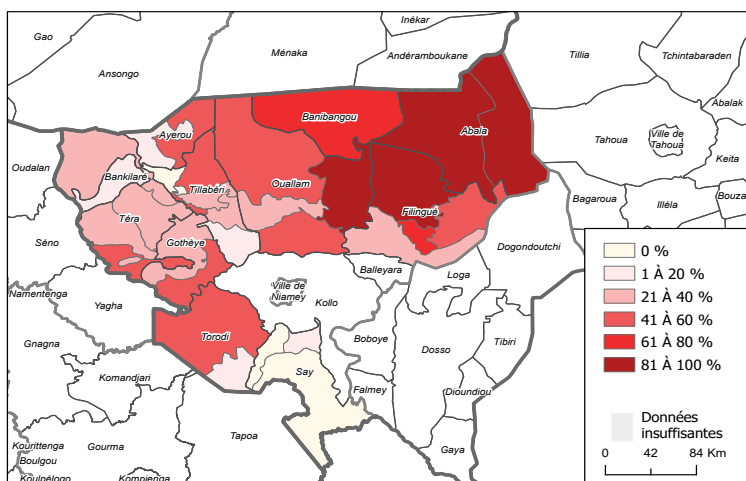 Inékar
Gao
Ménaka
Andéramboukane
Tillia
Tchintabaraden
Ansongo
Abalak
Banibangou
Ayerou
Abala
Tahoua
Ville de
Tahoua
Oudalan
Keita
Bankilaré
Tillabéri
Ouallam
Bagaroua
Illéla
Bouza
Téra
Filingué
Séno
Gothèye
Dogondoutchi
0 %
Balleyara
Loga
1 À 20 %
Namentenga
Yagha
Ville de
Niamey
Kollo
21 À 40 %
Gnagna
Torodi
Boboye
Dosso
Tibiri
41 À 60 %
61 À 80 %
Komandjari
Say
Falmey
Dioundiou
81 À 100 %
Données
insuffisantes
Kourittenga
Gourma
Tapoa
Gaya
Boulgou
0 42 84 Km
Koulpélogo
Kompienga